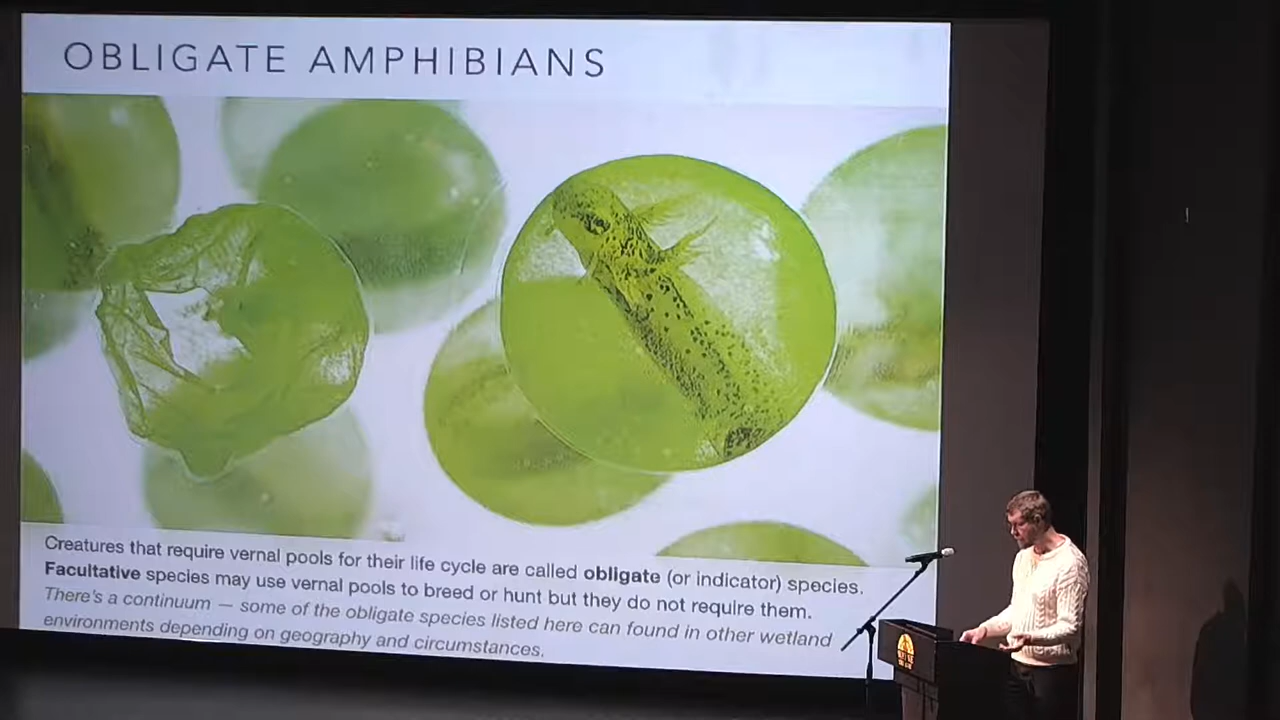 OBLIGATE AMPHIBIANS
Creatures that require vernal pools for their life cycle are called obligate (or indicator) species.
Facultative species may use vernal pools to breed or hunt but they do not require them.
There's a continuum — some of the obligate species listed here can found in other wetland
environments depending on geography and circumstances.